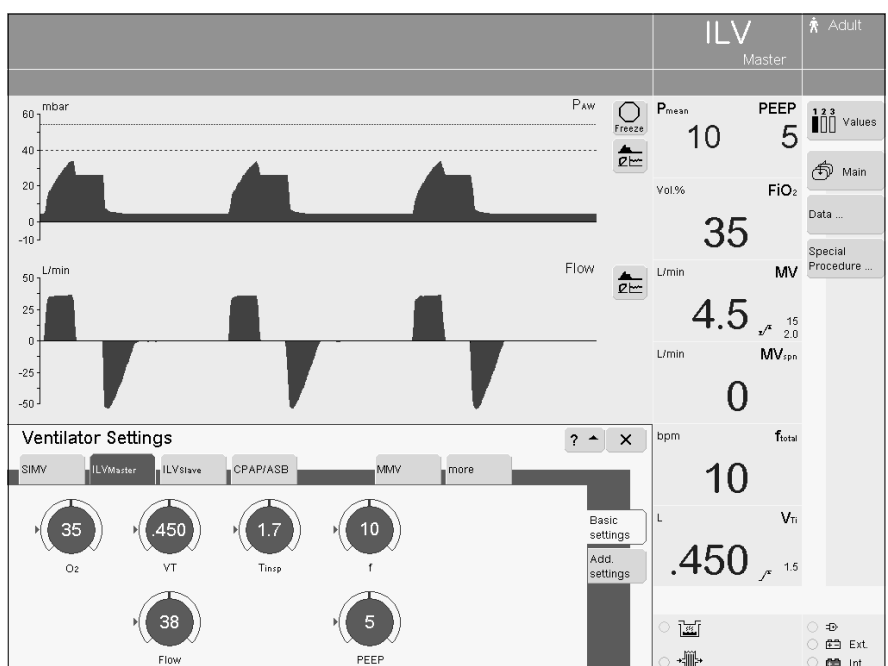 ILV
Master
Adult
mbar
PAW
60
40
20
0
-10
Freeze
L/min
Flow
50
25
0
-25
-50
Pmean
PEEP
10
5
Vol.%
FiO2
35
L/min
MV
4.5
15
2.0
L/min
MVspn
0
bpm
ftotal
10
L
VTi
.450
1.5
1 2 3
Values
Main
Data ...
Special
Procedure ...
Ventilator Settings
?
SIMV
ILVMaster
ILVSlave
CPAP/ASB
MMV
more
35
.450
1.7
10
O2
VT
Tinsp
f
38
5
Flow
PEEP
Basic
settings
Add.
settings
Ext.
Int.